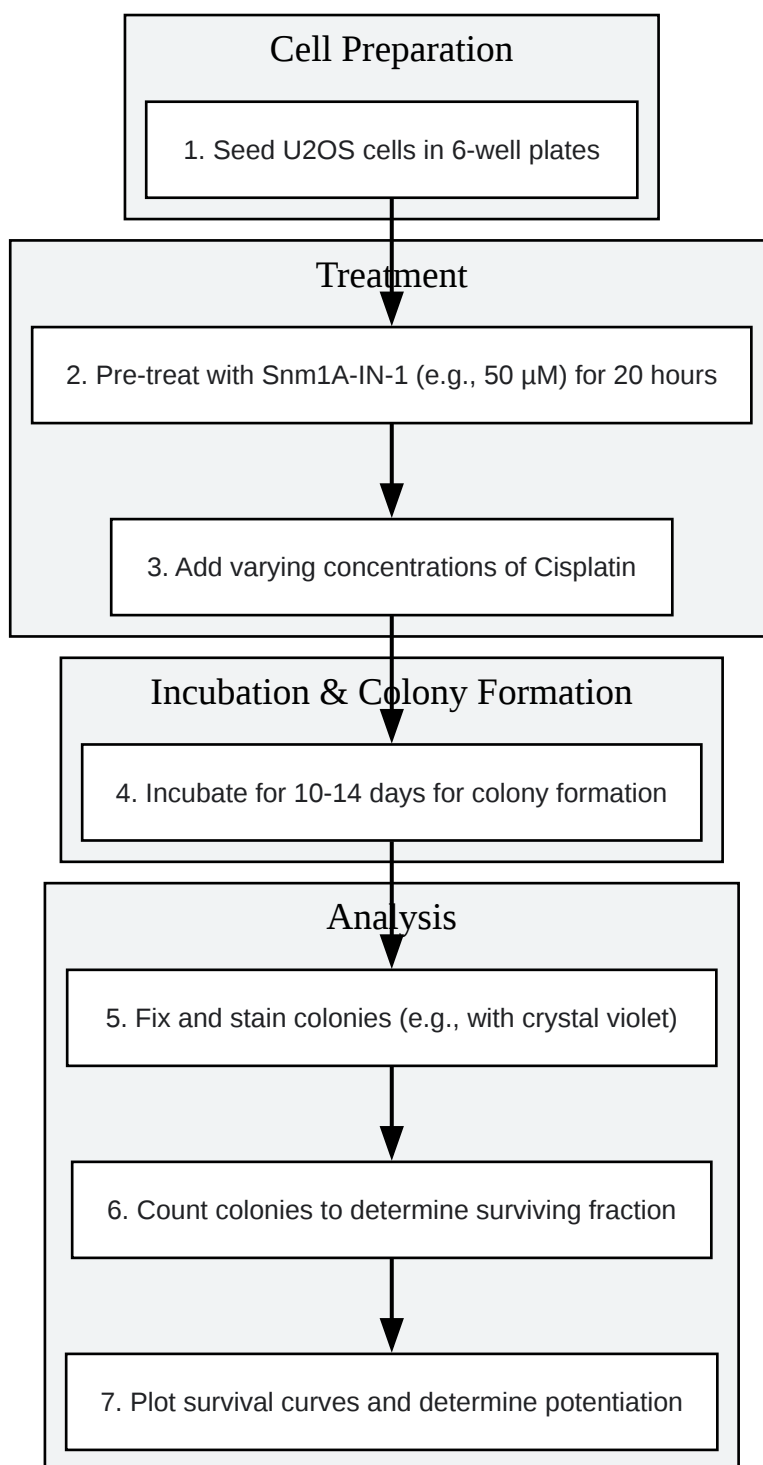 Cell Preparation
1. Seed U2OS cells in 6-well plates
Treatment
2. Pre-treat with Snm1A-IN-1 (e.g., 50 µM) for 20 hours
3. Add varying concentrations of Cisplatin
Incubation & Colony Formation
4. Incubate for 10-14 days for colony formation
Analysis
5. Fix and stain colonies (e.g., with crystal violet)
6. Count colonies to determine surviving fraction
7. Plot survival curves and determine potentiation